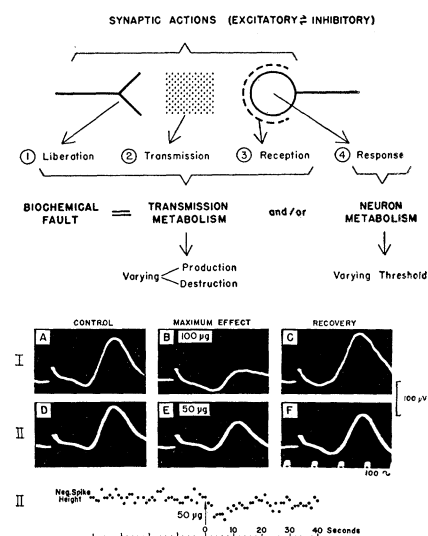 SYNAPTIC ACTIONS (EXCITATORY⇌ INHIBITORY)
① Liberation ② Transmission ③ Reception ④ Response
BIOCHEMICAL FAULT = TRANSMISSION METABOLISM and/or NEURON METABOLISM
Varying Production Destruction
Varying Threshold
CONTROL MAXIMUM EFFECT RECOVERY
I A B 100 µg C
100 µV
II D E 50 µg F
100 ~
II Neg. Spike Height
50 µg
0 10 20 30 40 Seconds